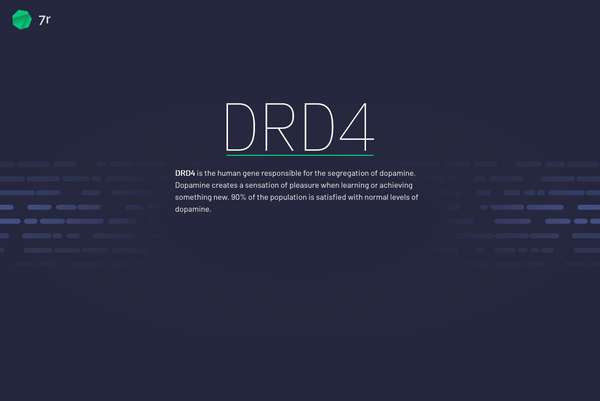 7r
DRD4
DRD4 is the human gene responsible for the segregation of dopamine.
Dopamine creates a sensation of pleasure when learning or achieving
something new. 90% of the population is satisfied with normal levels of
dopamine.